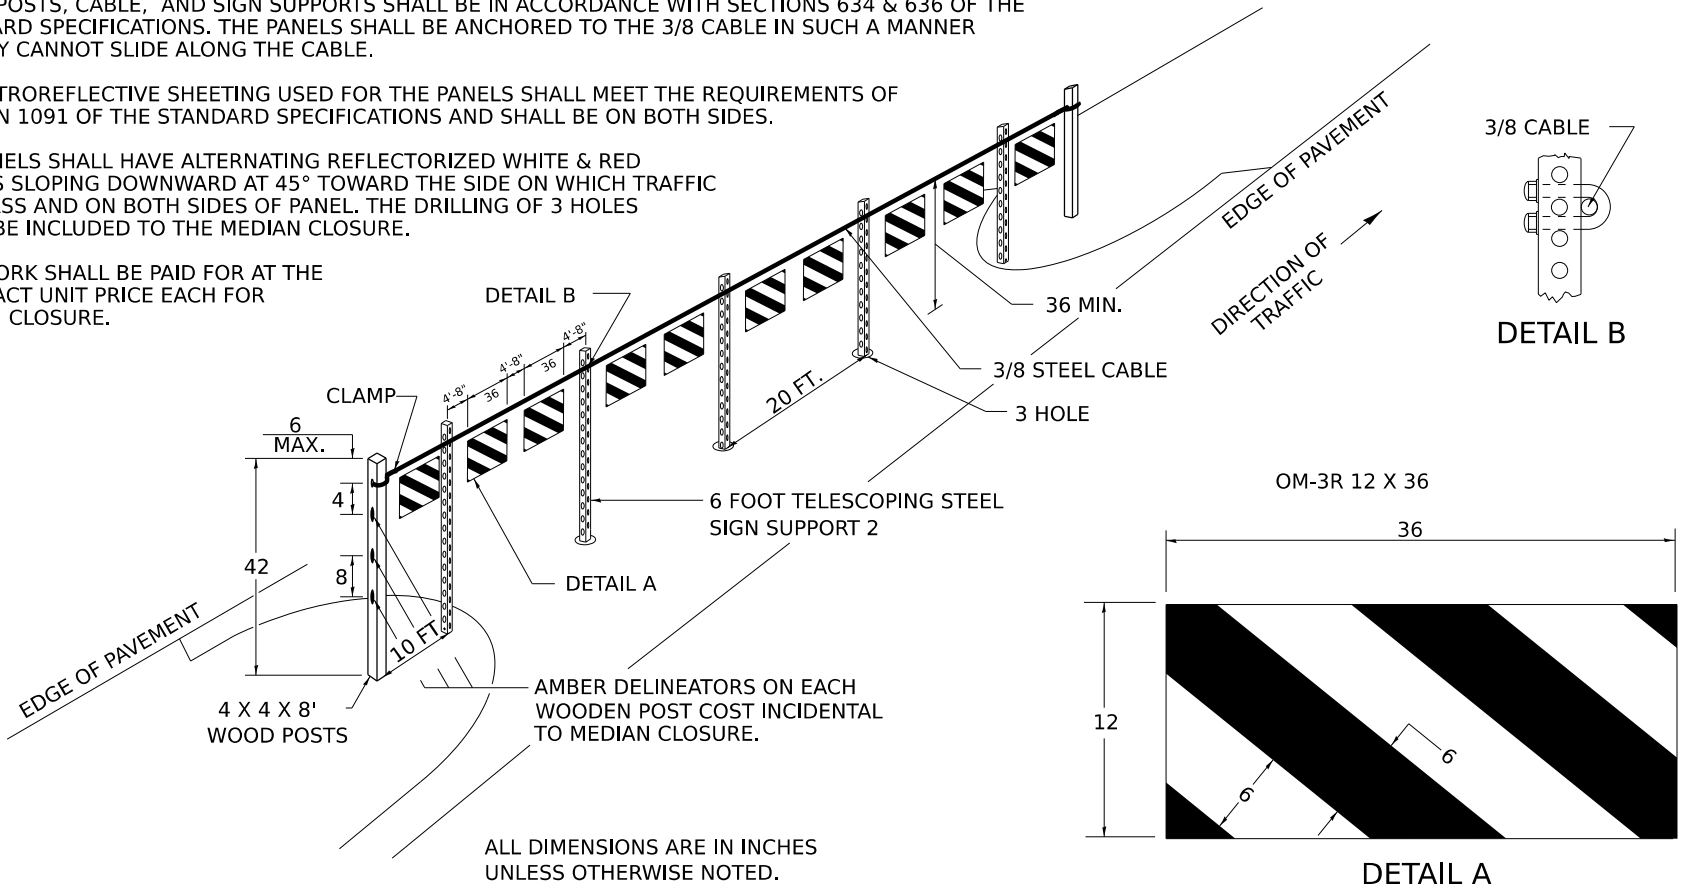 POSTS, CABLE, AND SIGN SUPPORTS SHALL BE IN ACCORDANCE WITH SECTIONS 634 & 636 OF THE
ARD SPECIFICATIONS. THE PANELS SHALL BE ANCHORED TO THE 3/8 CABLE IN SUCH A MANNER
Y CANNOT SLIDE ALONG THE CABLE.
TROREFLECTIVE SHEETING USED FOR THE PANELS SHALL MEET THE REQUIREMENTS OF
N 1091 OF THE STANDARD SPECIFICATIONS AND SHALL BE ON BOTH SIDES.
NELS SHALL HAVE ALTERNATING REFLECTORIZED WHITE & RED
S SLOPING DOWNWARD AT 45° TOWARD THE SIDE ON WHICH TRAFFIC
ASS AND ON BOTH SIDES OF PANEL. THE DRILLING OF 3 HOLES
BE INCLUDED TO THE MEDIAN CLOSURE.
ORK SHALL BE PAID FOR AT THE
ACT UNIT PRICE EACH FOR
CLOSURE.
DETAIL B
CLAMP
4'-8"
36
4'-8"
36
4'-8"
6
MAX.
4
42
8
10 FT
EDGE OF PAVEMENT
4 X 4 X 8'
WOOD POSTS
20 FT.
36 MIN.
3/8 STEEL CABLE
3 HOLE
6 FOOT TELESCOPING STEEL
SIGN SUPPORT 2
DETAIL A
AMBER DELINEATORS ON EACH
WOODEN POST COST INCIDENTAL
TO MEDIAN CLOSURE.
EDGE OF PAVEMENT
DIRECTION OF
TRAFFIC
3/8 CABLE
DETAIL B
OM-3R 12 X 36
36
12
6
6
DETAIL A
ALL DIMENSIONS ARE IN INCHES
UNLESS OTHERWISE NOTED.